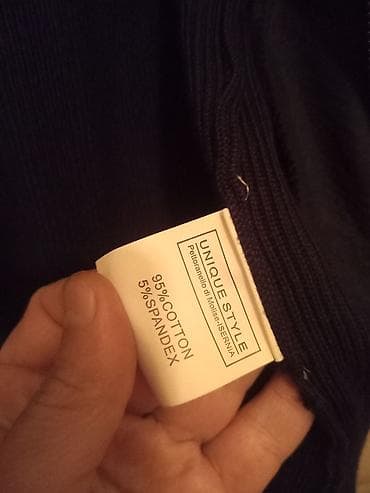 UNIQUE STYLE
Pettoranello di Molise-ISERNIA
95%COTTON
5%SPANDEX